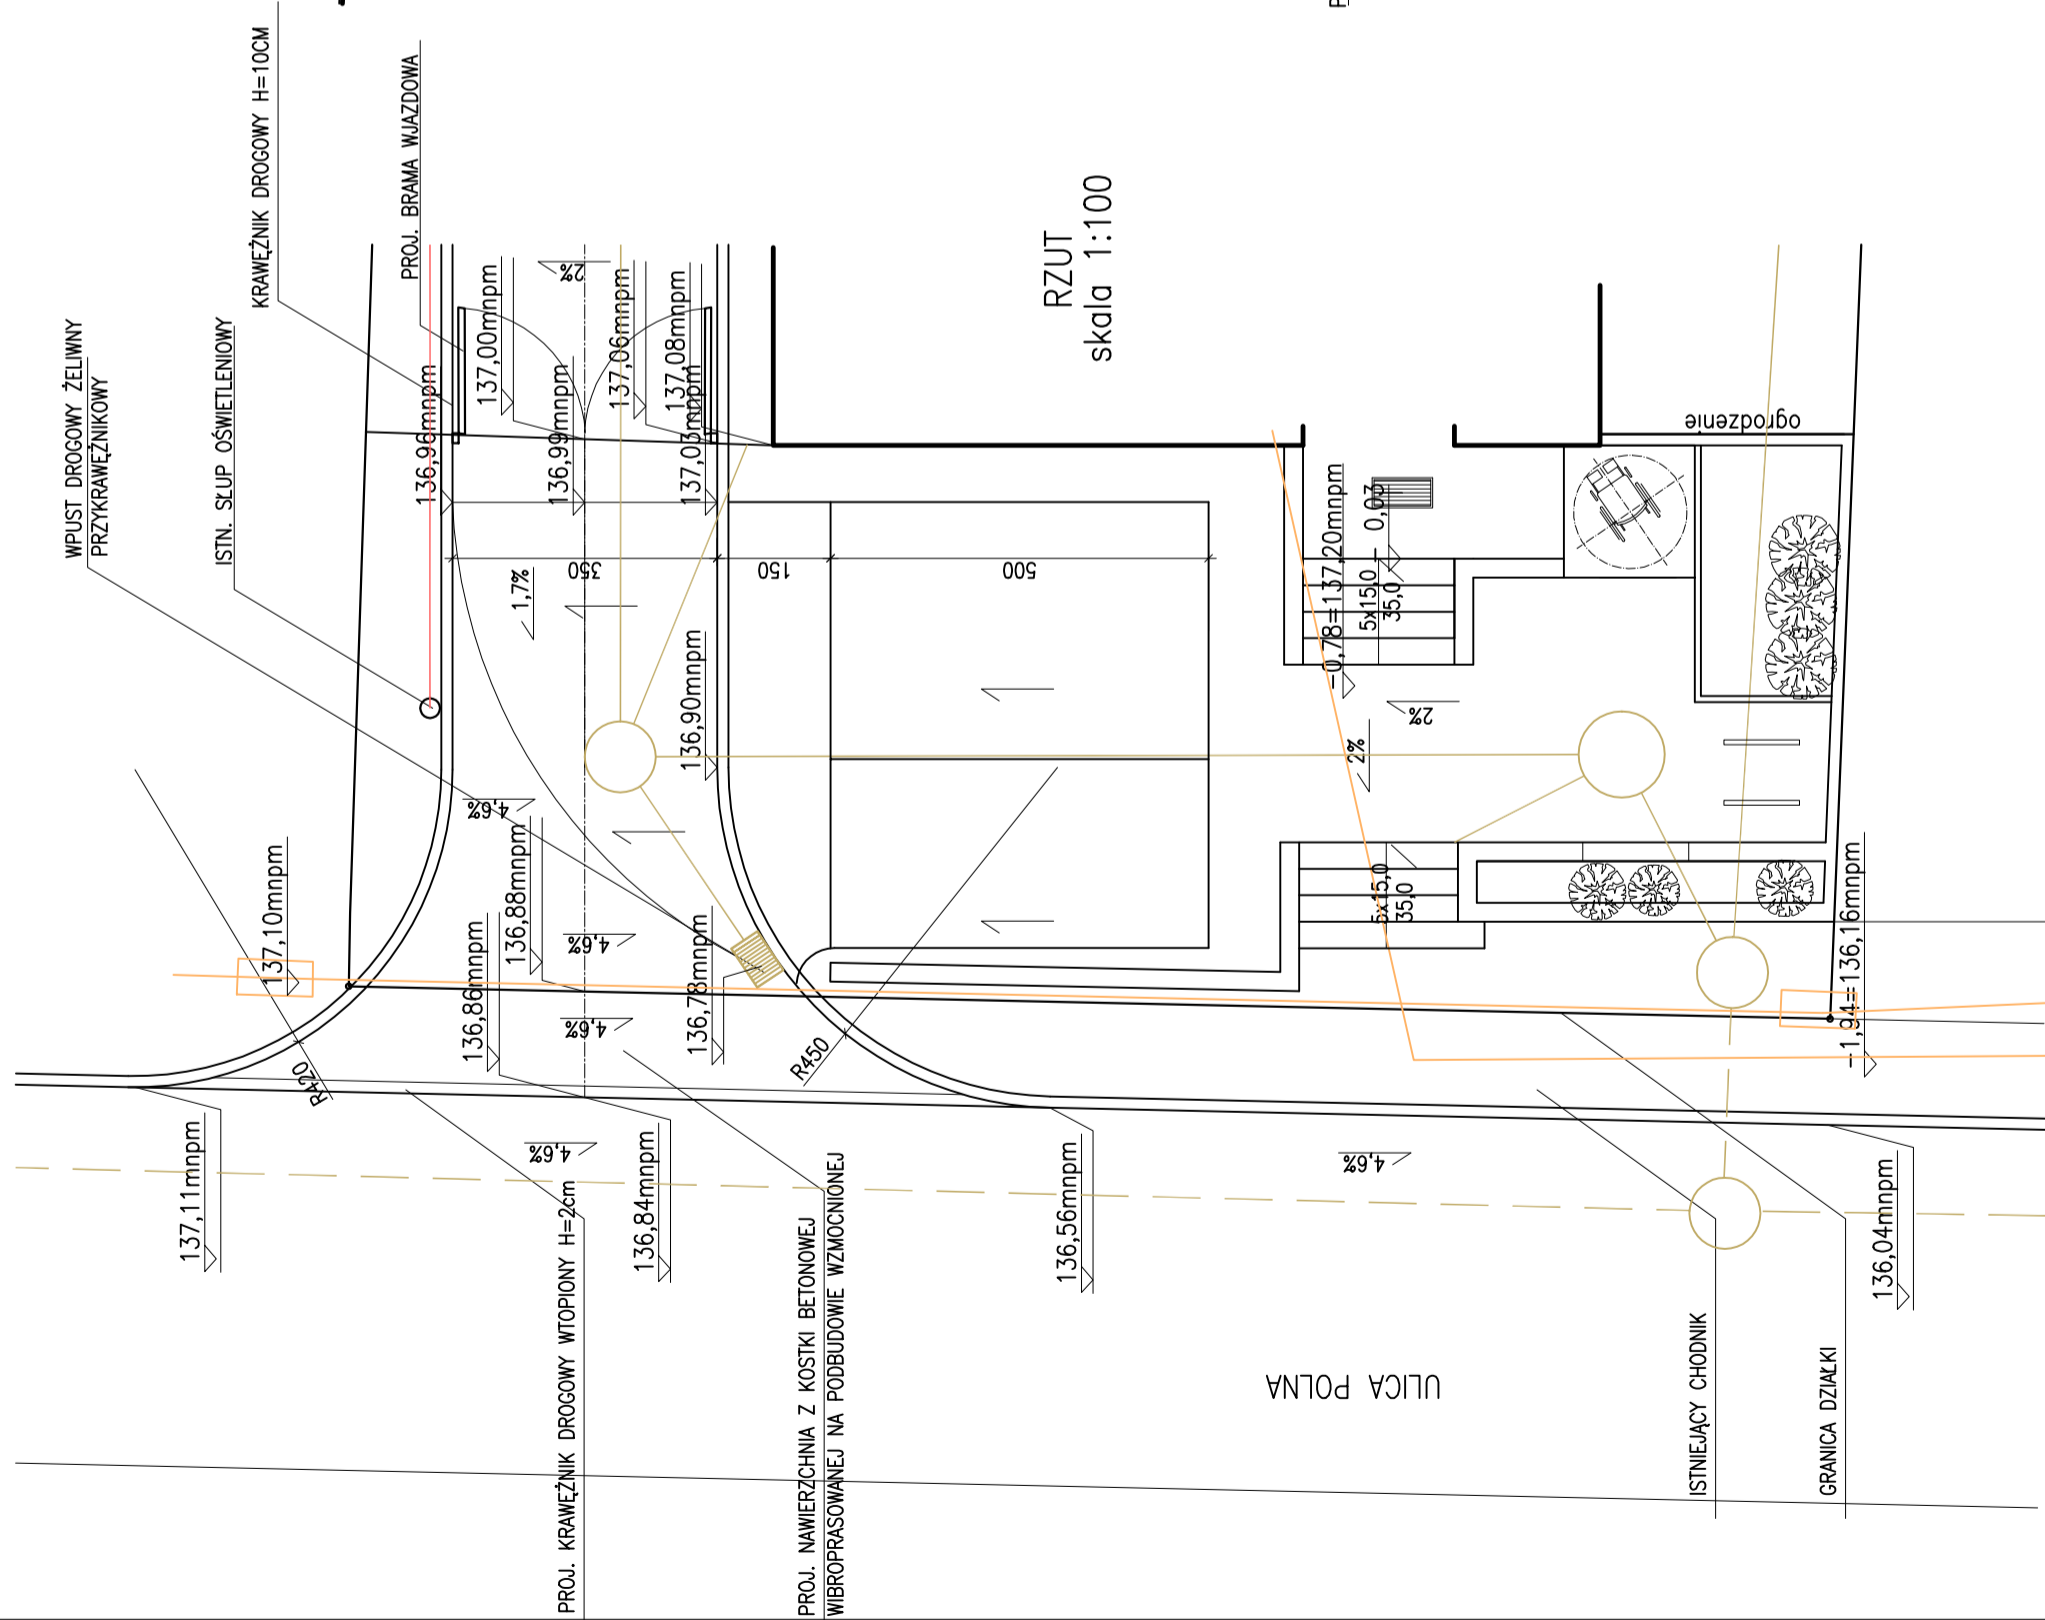 KRAWĘŻNIK DROGOWY H=10CM
PROJ. BRAMA WJAZDOWA
WPUST DROGOWY ŻELIWNY
PRZYKRAWĘŻNIKOWY
ISTN. SŁUP OŚWIETLENIOWY
RZUT
skala 1:100
2%
137,00mnpm
137,06mnpm
137,08mnpm
136,96mnpm
136,99mnpm
137,03mnpm
ogrodzenie
350
150
500
1,7%
-0,78=137,20mnpm
- 0,03
5x15,0
35,0
136,90mnpm
2%
2%
4,6%
137,10mnpm
136,88mnpm
136,86mnpm
4,6%
136,78mnpm
4,6%
5x15,0
35,0
-1,94=136,16mnpm
R420
R450
137,11mnpm
4,6%
136,84mnpm
136,56mnpm
4,6%
136,04mnpm
PROJ. KRAWĘŻNIK DROGOWY WTOPIONY H=2cm
PROJ. NAWIERZCHNIA Z KOSTKI BETONOWEJ
WIBROPRASOWANEJ NA PODBUDOWIE WZMOCNIONEJ
ULICA POLNA
ISTNIEJĄCY CHODNIK
GRANICA DZIAŁKI